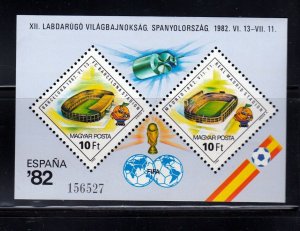 XII. LABDARÚGÓ VILÁGBAJNOKSÁG, SPANYOLORSZÁG, 1982. VI. 13–VII. 11.
MAGYAR POSTA
10 Ft
MAGYAR POSTA
10 Ft
ESPAÑA
'82
156527
FIFA